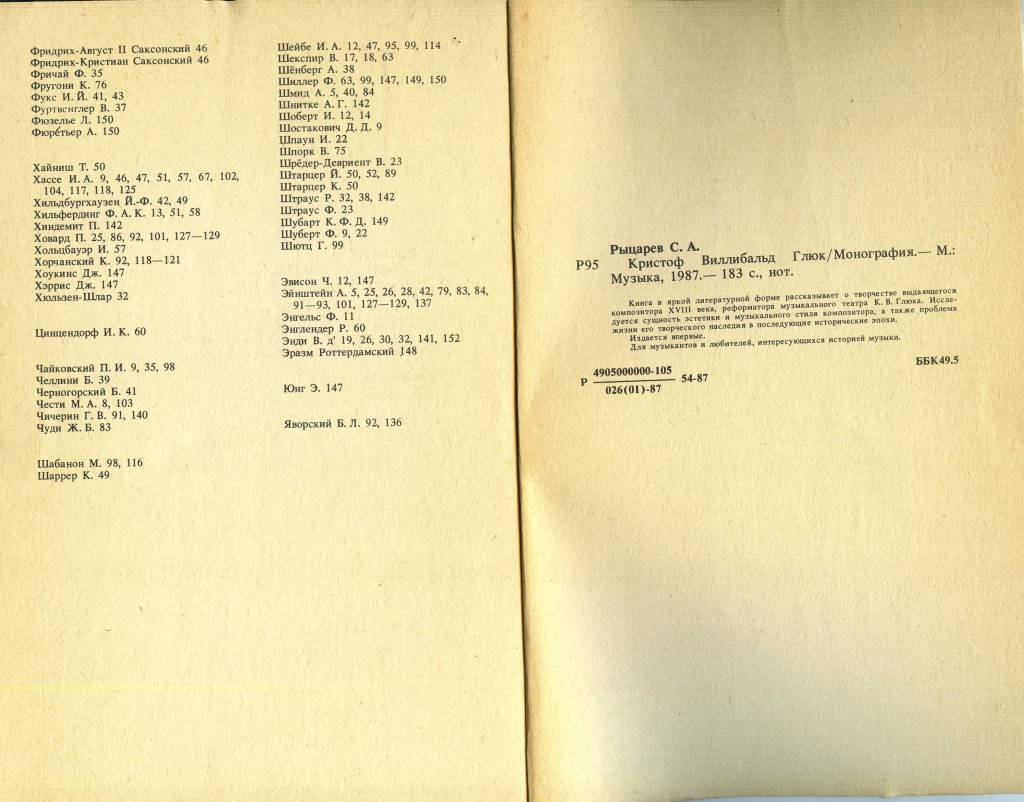 Фридрих-Август II Саксонский 46
Фридрих-Кристиан Саксонский 46
Фричай Ф. 35
Фругони К. 76
Фукс И. Й. 41, 43
Фуртвенглер В. 37
Фюзелье Л. 150
Фюретьер А. 150
Хайниш Т. 50
Хассе И. А. 9, 46, 47, 51, 57, 67, 102,
104, 117, 118, 125
Хильдбургхаузен Й.-Ф. 42, 49
Хильфердинг Ф. А. К. 13, 51, 58
Хиндемит П. 142
Ховард П. 25, 86, 92, 101, 127—129
Хольцбауэр И. 57
Хорчанский К. 92, 118—121
Хоукинс Дж. 147
Хэррис Дж. 147
Хюльзен-Шлар 32
Цинцендорф И. К. 60
Чайковский П. И. 9, 35, 98
Челлини Б. 39
Черногорский Б. 41
Чести М. А. 8, 103
Чичерин Г. В. 91, 140
Чуди Ж. Б. 83
Шабанон М. 98, 116
Шаррер К. 49
Шейбе И. А. 12, 47, 95, 99, 114
Шекспир В. 17, 18, 63
Шёнберг А. 38
Шиллер Ф. 63, 99, 147, 149, 150
Шмид А. 5, 40, 84
Шнитке А. Г. 142
Шоберт И. 12, 14
Шостакович Д. Д. 9
Шпаун И. 22
Шпорк В. 75
Шрёдер-Девриент В. 23
Штарцер Й. 50, 52, 89
Штарцер К. 50
Штраус Р. 32, 38, 142
Штраус Ф. 23
Шубарт К. Ф. Д. 149
Шуберт Ф. 9, 22
Шютц Г. 99
Эвисон Ч. 12, 147
Эйнштейн А. 5, 25, 26, 28, 42, 79, 83, 84,
91—93, 101, 127—129, 137
Энгельс Ф. 11
Энглендер Р. 60
Энди В. д' 19, 26, 30, 32, 141, 152
Эразм Роттердамский 148
Юнг Э. 147
Яворский Б. Л. 92, 136
Рыцарев С. А.
Р95 Кристоф Виллибальд Глюк/Монография.— М.:
Музыка, 1987.— 183 с., нот.
Книга в яркой литературной форме рассказывает о творчестве выдающегося
композитора XVIII века, реформатора музыкального театра К. В. Глюка. Иссле-
дуется сущность эстетики и музыкального стиля композитора, а также проблема
жизни его творческого наследия в последующие исторические эпохи.
Издается впервые.
Для музыкантов и любителей, интересующихся историей музыки.
ББК49.5
Р 4905000000-105 54-87
026(01)-87